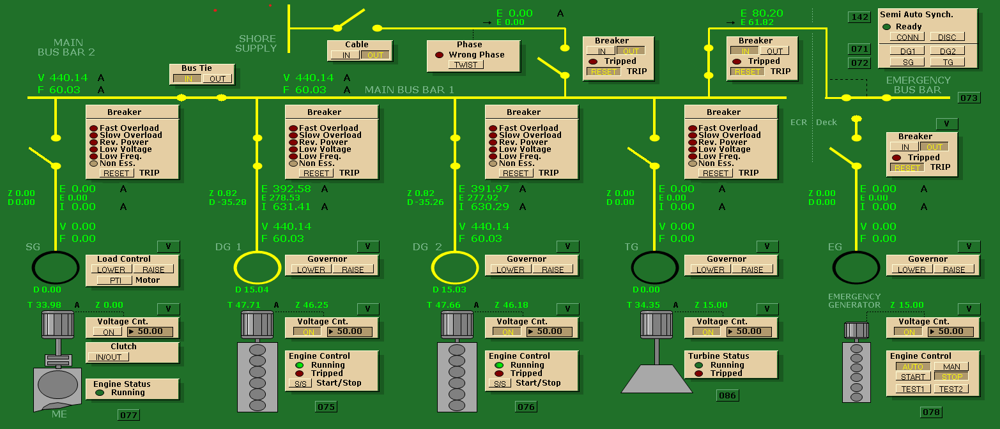 E 0.00 A
→ E 0.00
E 80.20
→ E 61.82
142
Semi Auto Synch.
Ready
CONN DISC
071
DG1 DG2
072
SG TG
MAIN
BUS BAR 2
SHORE
SUPPLY
Cable
IN OUT
Phase
Wrong Phase
TWIST
Breaker
IN OUT
Tripped
RESET TRIP
Breaker
IN OUT
Tripped
RESET TRIP
Bus Tie
IN OUT
V 440.14 A
F 60.03 A
V 440.14 A
F 60.03 A
MAIN BUS BAR 1
EMERGENCY
BUS BAR
073
ECR Deck
Breaker
Fast Overload
Slow Overload
Rev. Power
Low Voltage
Low Freq.
Non Ess.
RESET TRIP
Breaker
Fast Overload
Slow Overload
Rev. Power
Low Voltage
Low Freq.
Non Ess.
RESET TRIP
Breaker
Fast Overload
Slow Overload
Rev. Power
Low Voltage
Low Freq.
Non Ess.
RESET TRIP
Breaker
Fast Overload
Slow Overload
Rev. Power
Low Voltage
Low Freq.
Non Ess.
RESET TRIP
V
Breaker
IN OUT
Tripped
RESET TRIP
Z 0.00
D 0.00
E 0.00 A
E 0.00
I 0.00 A
V 0.00
F 0.00
Z 0.82
D -35.28
E 392.58 A
E 278.53
I 631.41 A
V 440.14
F 60.03
Z 0.82
D -35.26
E 391.97 A
E 277.92
I 630.29 A
V 440.14
F 60.03
Z 0.00
D 0.00
E 0.00 A
E 0.00
I 0.00 A
V 0.00
F 0.00
Z 0.00
D 0.00
E 0.00 A
E 0.00
I 0.00 A
V 0.00
F 0.00
SG V
Load Control
LOWER RAISE
PTI Motor
D 0.00
DG 1 V
Governor
LOWER RAISE
D 15.04
DG 2 V
Governor
LOWER RAISE
D 15.03
TG V
Governor
LOWER RAISE
D 0.00
EG V
Governor
LOWER RAISE
EMERGENCY
GENERATOR
T 33.98 A Z 0.00 V
Voltage Cnt.
ON 50.00
Clutch
IN/OUT
Engine Status
Running
ME
077
T 47.71 A Z 46.25 V
Voltage Cnt.
ON 50.00
Engine Control
Running
Tripped
S/S Start/Stop
075
T 47.66 A Z 46.18 V
Voltage Cnt.
ON 50.00
Engine Control
Running
Tripped
S/S Start/Stop
076
T 34.35 A Z 15.00 V
Voltage Cnt.
ON 50.00
Turbine Status
Running
Tripped
086
Z 15.00 V
Voltage Cnt.
ON 50.00
Engine Control
AUTO MAN
START STOP
TEST1 TEST2
078